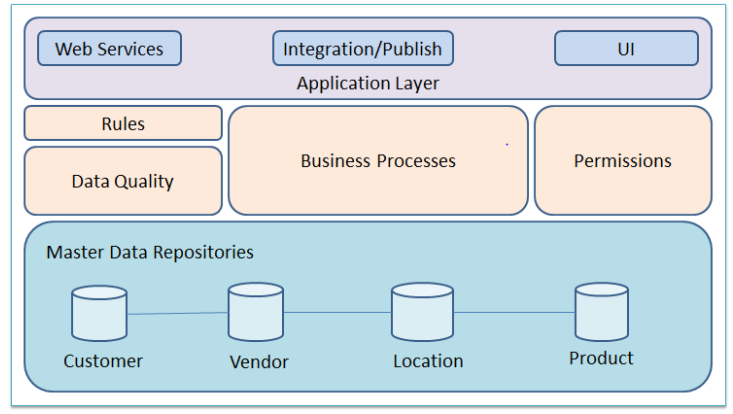 Web Services
Integration/Publish
UI
Application Layer
Rules
Data Quality
Business Processes
Permissions
Master Data Repositories
Customer
Vendor
Location
Product